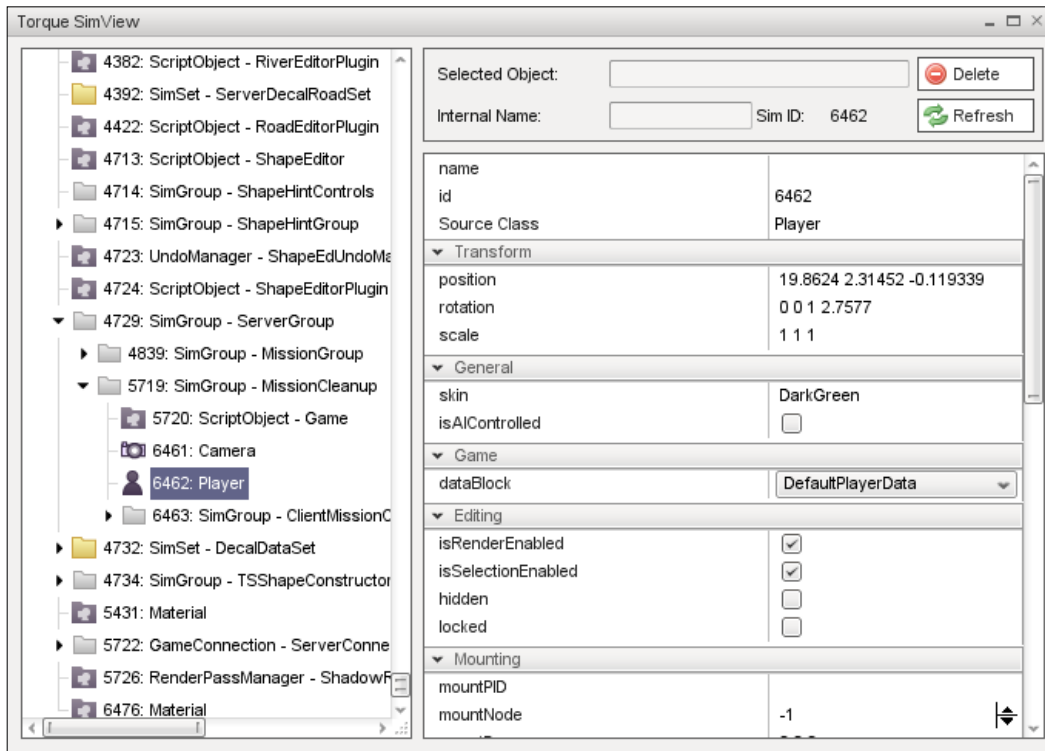 Torque SimView
4382: ScriptObject - RiverEditorPlugin
4392: SimSet - ServerDecalRoadSet
4422: ScriptObject - RoadEditorPlugin
4713: ScriptObject - ShapeEditor
4714: SimGroup - ShapeHintControls
4715: SimGroup - ShapeHintGroup
4723: UndoManager - ShapeEdUndoMa
4724: ScriptObject - ShapeEditorPlugin
4729: SimGroup - ServerGroup
4839: SimGroup - MissionGroup
5719: SimGroup - MissionCleanup
5720: ScriptObject - Game
6461: Camera
6462: Player
6463: SimGroup - ClientMissionC
4732: SimSet - DecalDataSet
4734: SimGroup - TSShapeConstructor
5431: Material
5722: GameConnection - ServerConne
5726: RenderPassManager - ShadowR
6476: Material
Selected Object: Delete
Internal Name: Sim ID: 6462 Refresh
name
id 6462
Source Class Player
Transform
position 19.8624 2.31452 -0.119339
rotation 0 0 1 2.7577
scale 1 1 1
General
skin DarkGreen
isAIControlled
Game
dataBlock DefaultPlayerData
Editing
isRenderEnabled
isSelectionEnabled
hidden
locked
Mounting
mountPID
mountNode -1